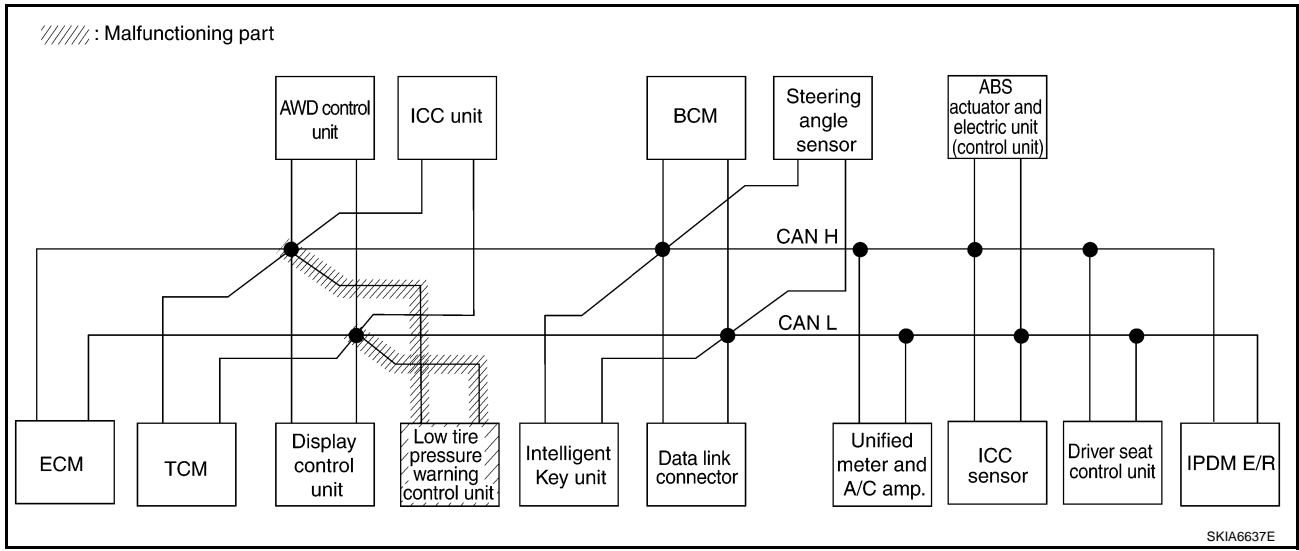 : Malfunctioning part
AWD control
unit
ICC unit
BCM
Steering
angle
sensor
ABS
actuator and
electric unit
(control unit)
CAN H
CAN L
ECM
TCM
Display
control
unit
Low tire
pressure
warning
control unit
Intelligent
Key unit
Data link
connector
Unified
meter and
A/C amp.
ICC
sensor
Driver seat
control unit
IPDM E/R
SKIA6637E